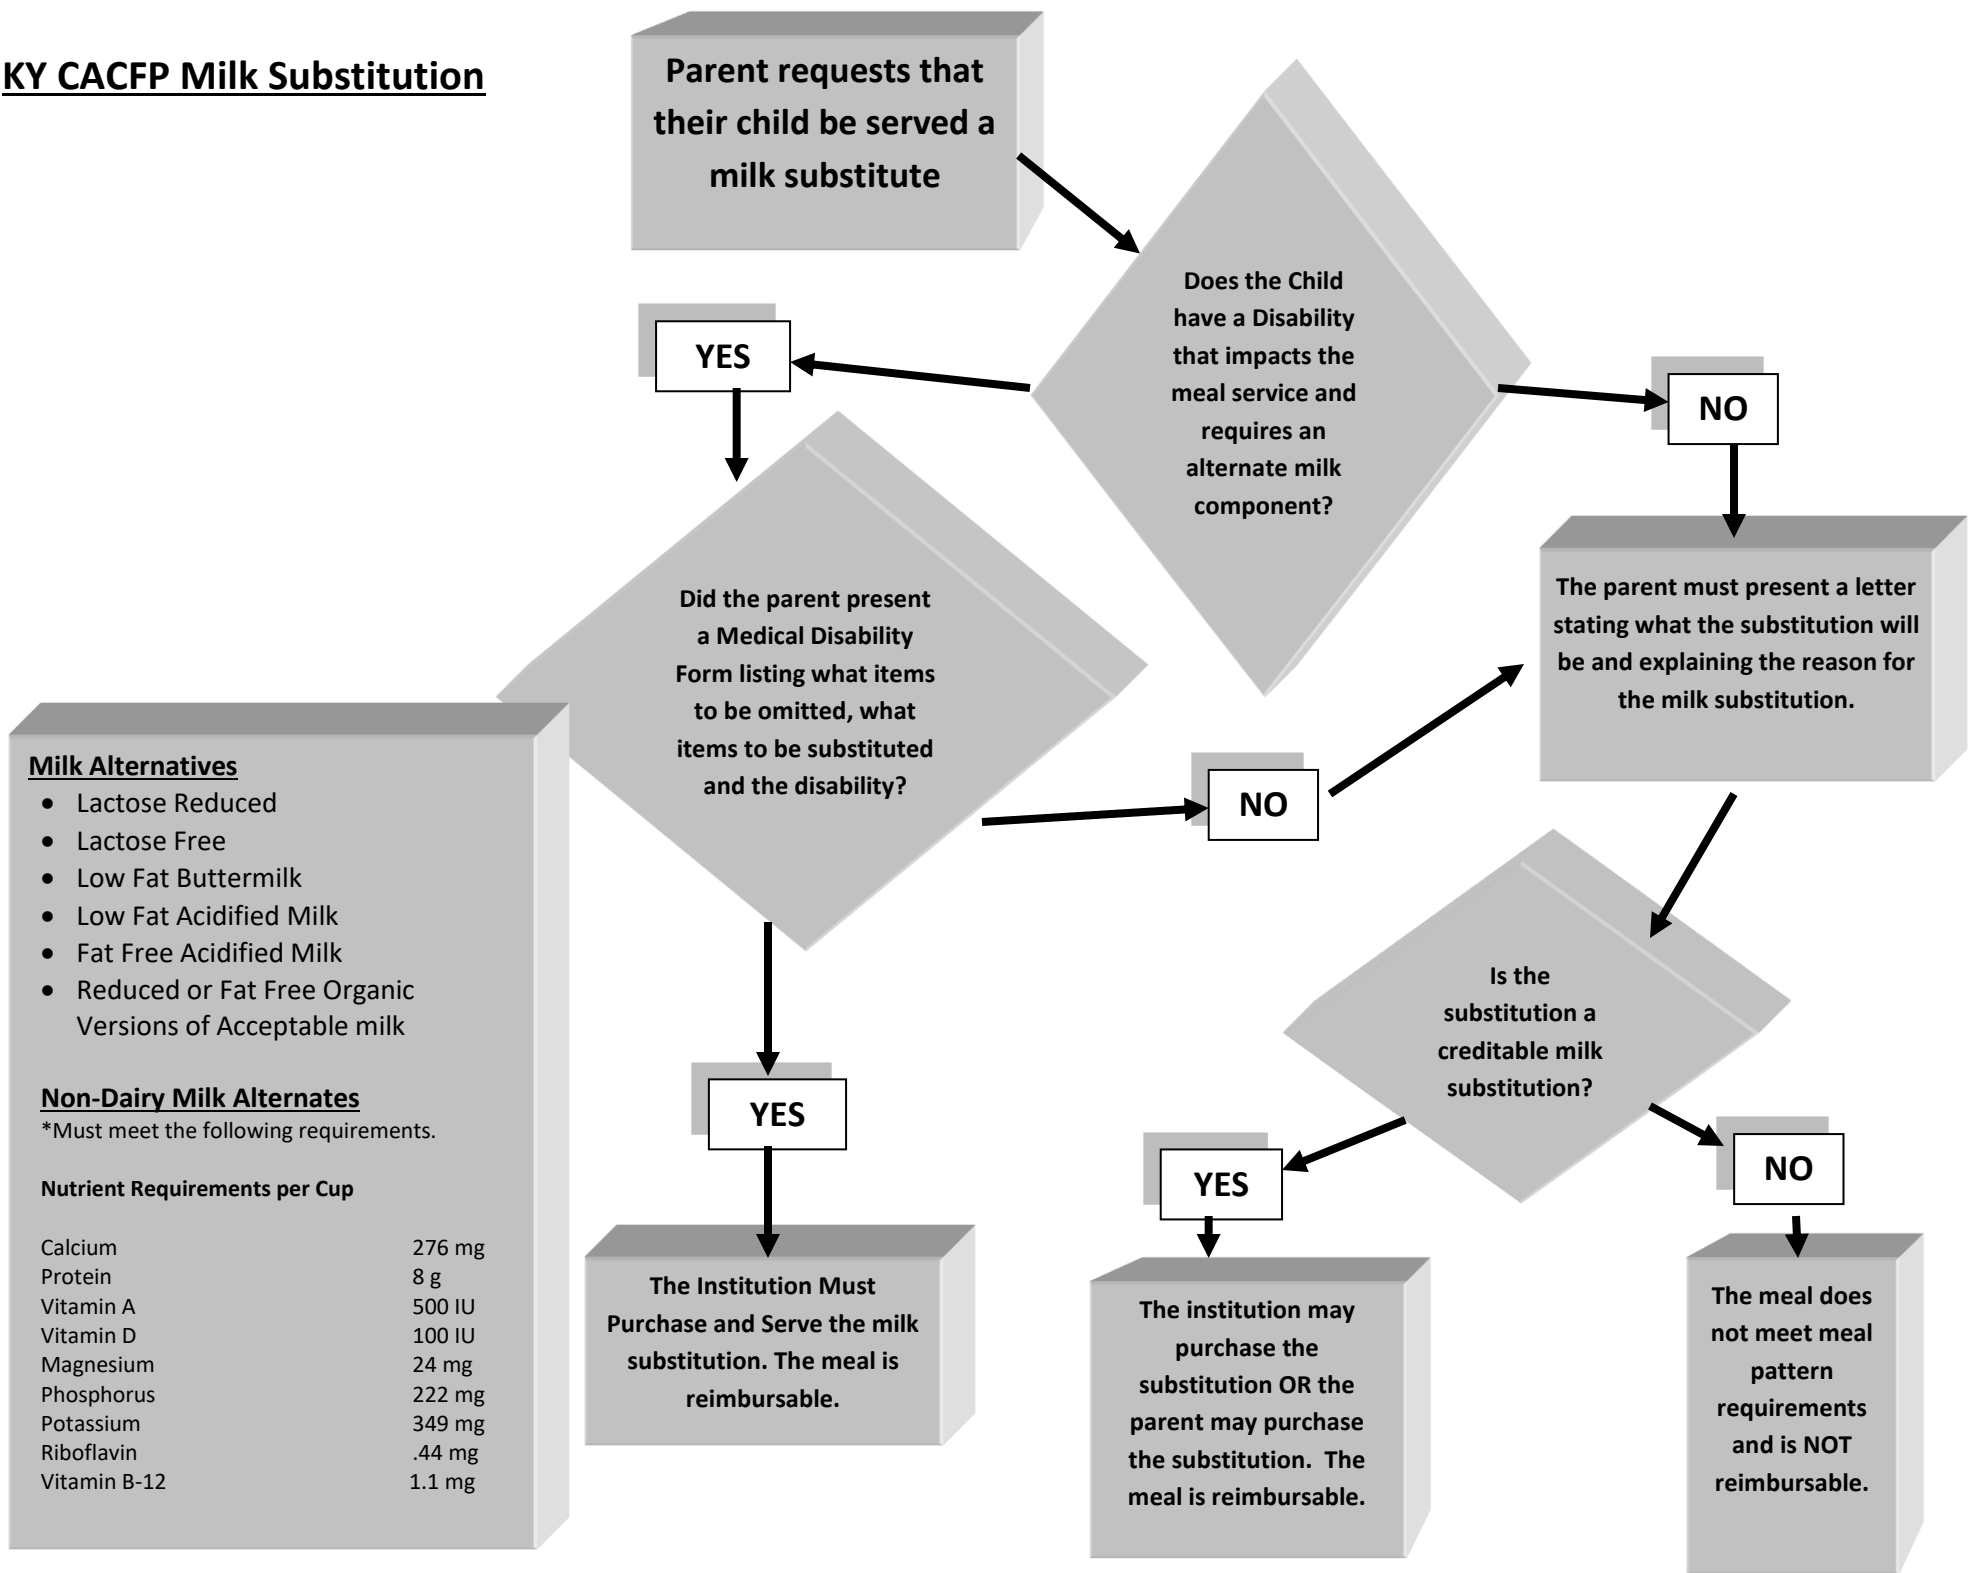 KY CACFP Milk Substitution
Parent requests that
their child be served a
milk substitute
Does the Child
have a Disability
that impacts the
meal service and
requires an
alternate milk
component?
YES
NO
Did the parent present
a Medical Disability
Form listing what items
to be omitted, what
items to be substituted
and the disability?
The parent must present a letter
stating what the substitution will
be and explaining the reason for
the milk substitution.
NO
YES
Is the
substitution a
creditable milk
substitution?
YES
NO
The Institution Must
Purchase and Serve the milk
substitution. The meal is
reimbursable.
The institution may
purchase the
substitution OR the
parent may purchase
the substitution. The
meal is reimbursable.
The meal does
not meet meal
pattern
requirements
and is NOT
reimbursable.
Milk Alternatives
• Lactose Reduced
• Lactose Free
• Low Fat Buttermilk
• Low Fat Acidified Milk
• Fat Free Acidified Milk
• Reduced or Fat Free Organic
Versions of Acceptable milk
Non-Dairy Milk Alternates
*Must meet the following requirements.
Nutrient Requirements per Cup
Calcium 276 mg
Protein 8 g
Vitamin A 500 IU
Vitamin D 100 IU
Magnesium 24 mg
Phosphorus 222 mg
Potassium 349 mg
Riboflavin .44 mg
Vitamin B-12 1.1 mg